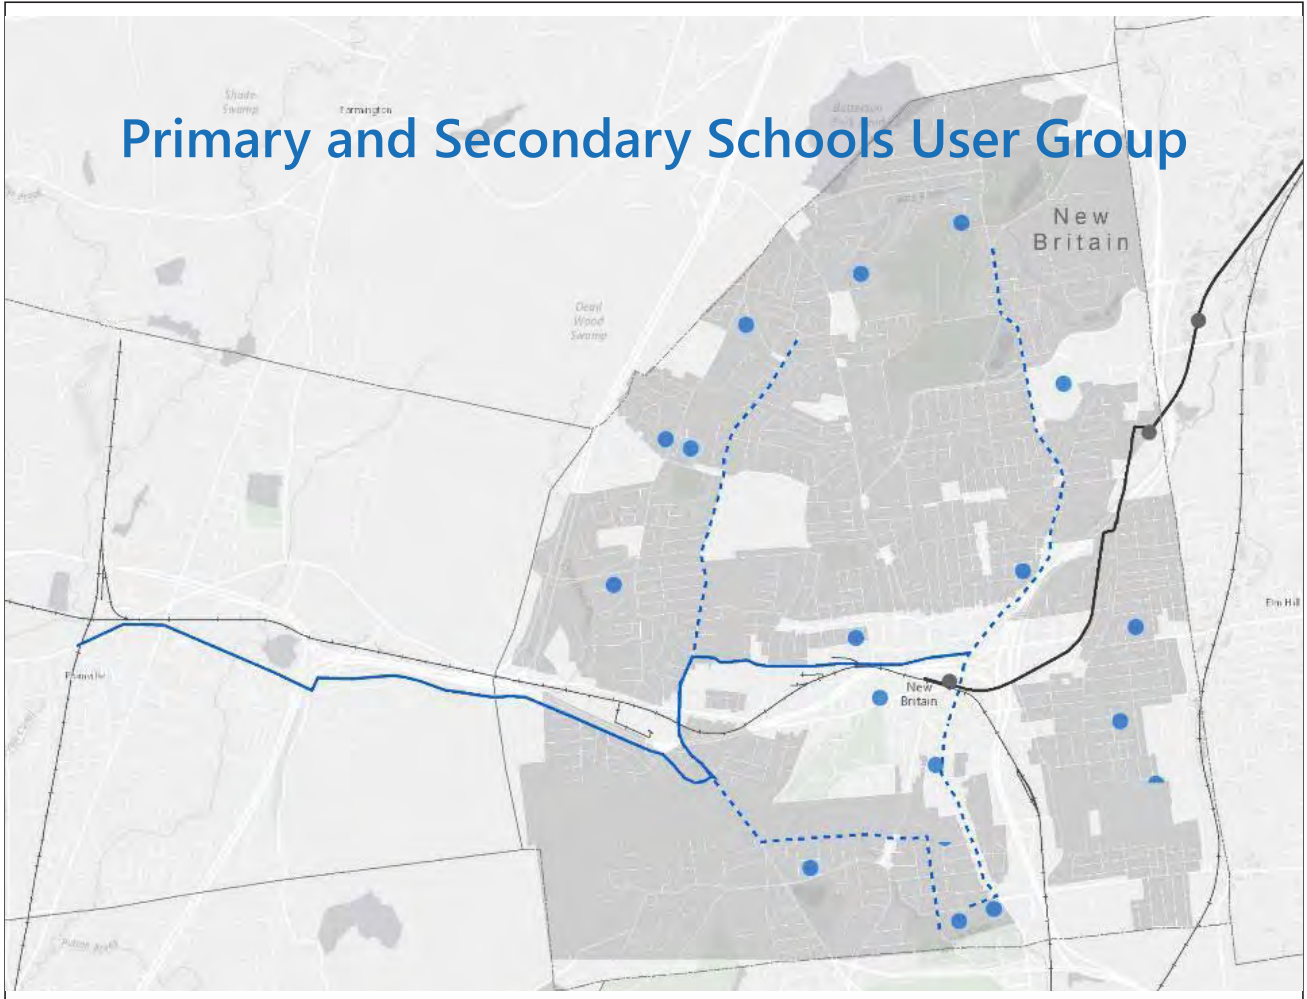 Shade
Swamp
Farmington
Batterson
Primary and Secondary Schools User Group
New
Britain
Dead
Wood
Swamp
Elm Hill
Plainville
New
Britain